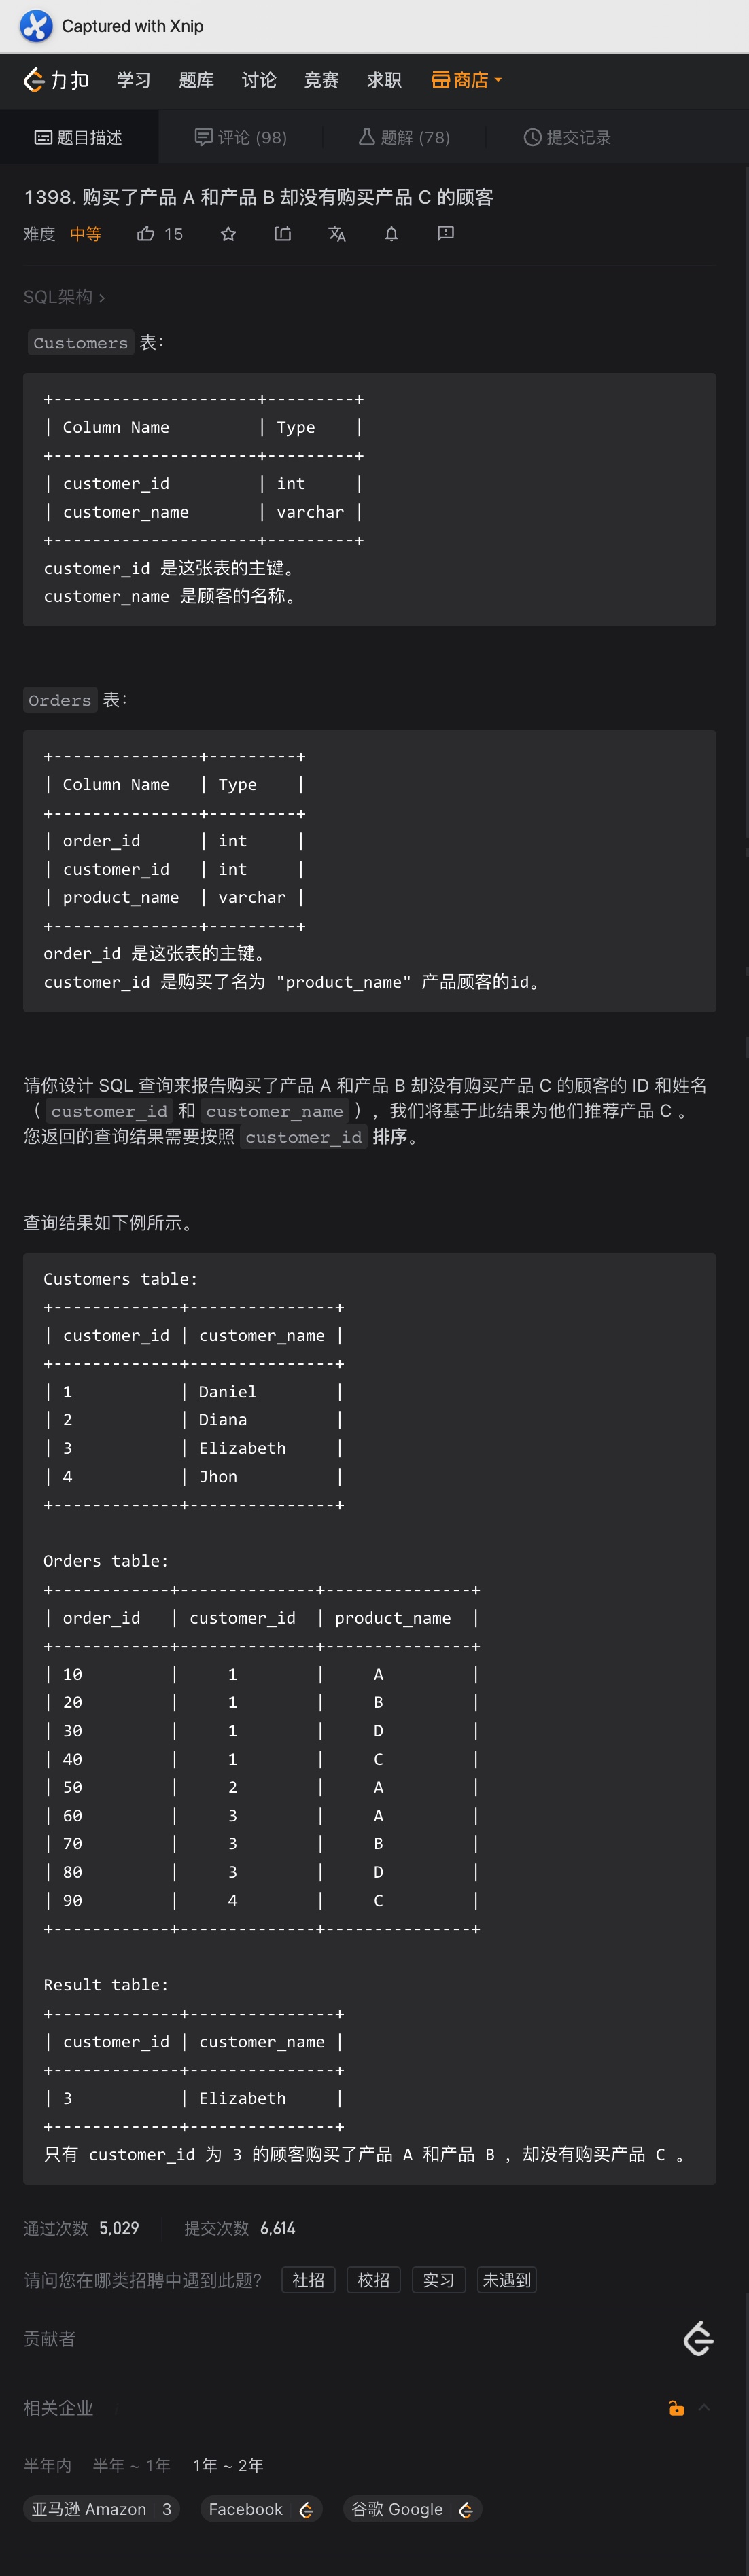 Captured with Xnip
力扣 学习 题库 讨论 竞赛 求职 商店
题目描述 评论 (98) 题解 (78) 提交记录
1398. 购买了产品 A 和产品 B 却没有购买产品 C 的顾客
难度 中等 15
SQL架构 >
Customers 表：
+---------------------+---------+
| Column Name         | Type    |
+---------------------+---------+
| customer_id         | int     |
| customer_name       | varchar |
+---------------------+---------+
customer_id 是这张表的主键。
customer_name 是顾客的名称。
Orders 表：
+---------------+---------+
| Column Name   | Type    |
+---------------+---------+
| order_id      | int     |
| customer_id   | int     |
| product_name  | varchar |
+---------------+---------+
order_id 是这张表的主键。
customer_id 是购买了名为 "product_name" 产品顾客的id。
请你设计 SQL 查询来报告购买了产品 A 和产品 B 却没有购买产品 C 的顾客的 ID 和姓名
（ customer_id 和 customer_name ），我们将基于此结果为他们推荐产品 C 。
您返回的查询结果需要按照 customer_id 排序。
查询结果如下例所示。
Customers table:
+-------------+---------------+
| customer_id | customer_name |
+-------------+---------------+
| 1           | Daniel        |
| 2           | Diana         |
| 3           | Elizabeth     |
| 4           | Jhon          |
+-------------+---------------+
Orders table:
+------------+--------------+---------------+
| order_id   | customer_id  | product_name  |
+------------+--------------+---------------+
| 10         |     1        |     A         |
| 20         |     1        |     B         |
| 30         |     1        |     D         |
| 40         |     1        |     C         |
| 50         |     2        |     A         |
| 60         |     3        |     A         |
| 70         |     3        |     B         |
| 80         |     3        |     D         |
| 90         |     4        |     C         |
+------------+--------------+---------------+
Result table:
+-------------+---------------+
| customer_id | customer_name |
+-------------+---------------+
| 3           | Elizabeth     |
+-------------+---------------+
只有 customer_id 为 3 的顾客购买了产品 A 和产品 B ，却没有购买产品 C 。
通过次数 5,029 提交次数 6,614
请问您在哪类招聘中遇到此题？ 社招 校招 实习 未遇到
贡献者
相关企业
半年内 半年 ~ 1年 1年 ~ 2年
亚马逊 Amazon 3 Facebook 谷歌 Google